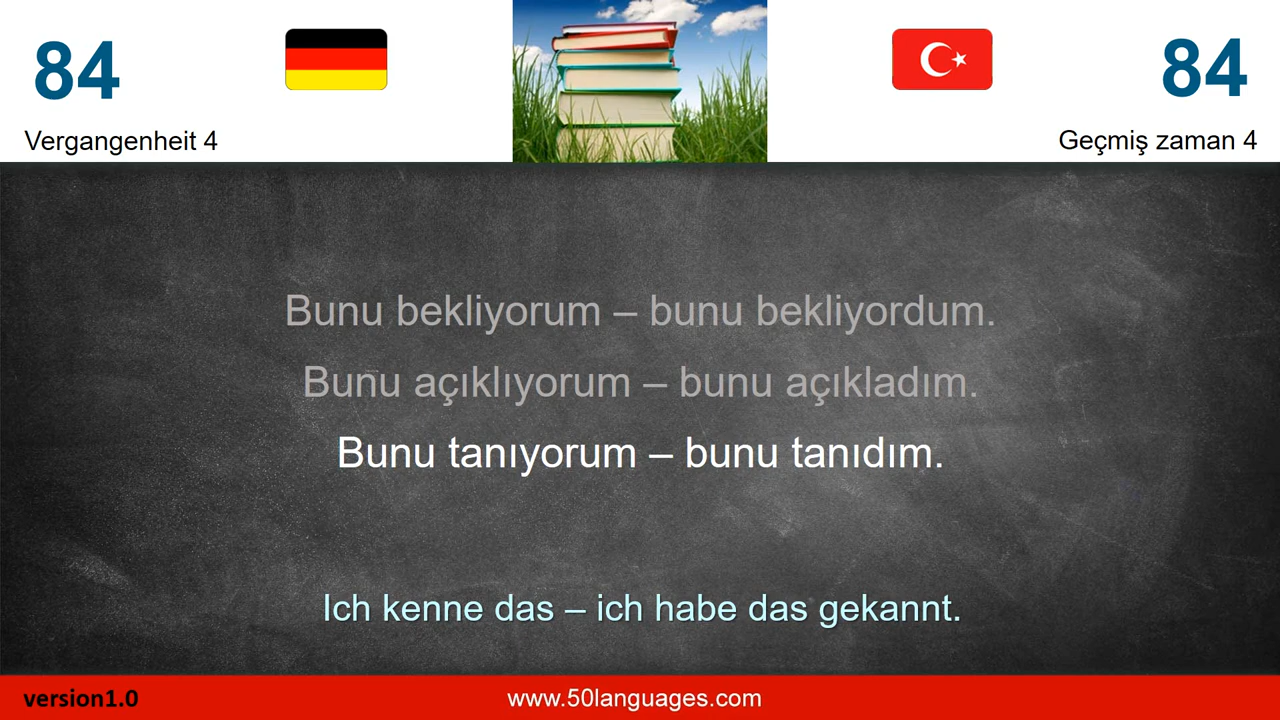 84
84
Vergangenheit 4
Geçmiş zaman 4
Bunu bekliyorum – bunu bekliyordum.
Bunu açıklıyorum – bunu açıkladım.
Bunu tanıyorum – bunu tanıdım.
Ich kenne das – ich habe das gekannt.
version1.0
www.50languages.com